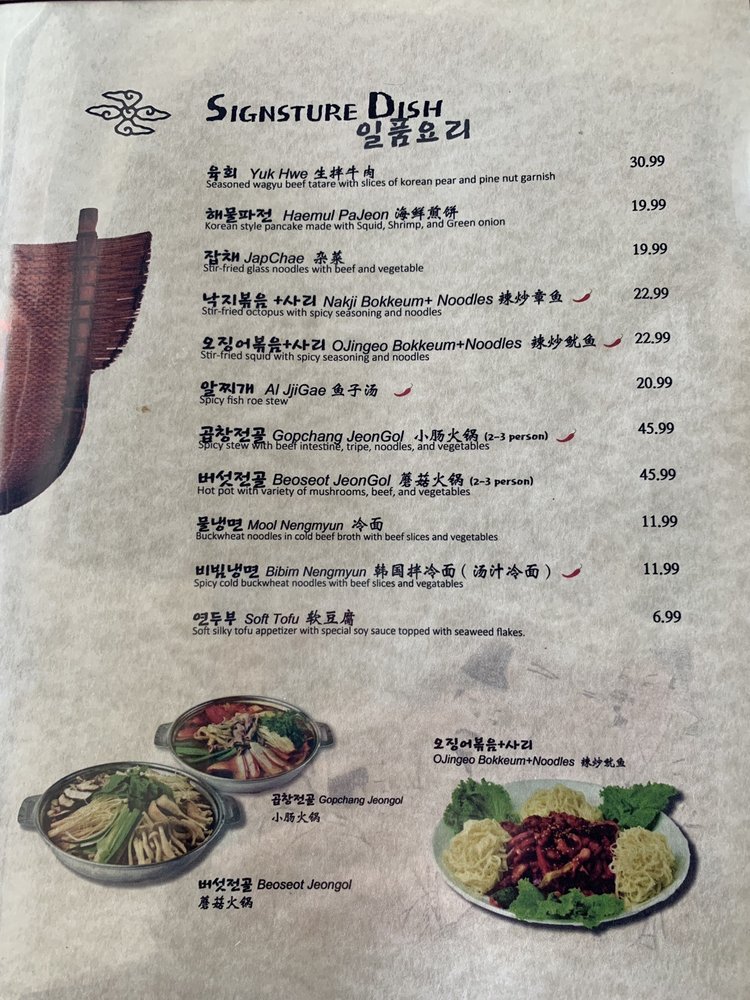 SIGNSTURE DISH
일품요리
육회 Yuk Hwe 生拌牛肉 30.99
Seasoned wagyu beef tatare with slices of korean pear and pine nut garnish
해물파전 Haemul PaJeon 海鲜煎饼 19.99
Korean style pancake made with Squid, Shrimp, and Green onion
잡채 JapChae 杂菜 19.99
Stir-fried glass noodles with beef and vegetable
낙지볶음 +사리 Nakji Bokkeum+ Noodles 辣炒章鱼 22.99
Stir-fried octopus with spicy seasoning and noodles
오징어볶음+사리 OJingeo Bokkeum+Noodles 辣炒鱿鱼 22.99
Stir-fried squid with spicy seasoning and noodles
알찌개 Al JjiGae 鱼子汤 20.99
Spicy fish roe stew
곱창전골 Gopchang JeonGol 小肠火锅 (2-3 person) 45.99
Spicy stew with beef intestine, tripe, noodles, and vegetables
버섯전골 Beoseot JeonGol 蘑菇火锅 (2-3 person) 45.99
Hot pot with variety of mushrooms, beef, and vegetables
물냉면 Mool Nengmyun 冷面 11.99
Buckwheat noodles in cold beef broth with beef slices and vegetables
비빔냉면 Bibim Nengmyun 韩国拌冷面 ( 汤汁冷面 ) 11.99
Spicy cold buckwheat noodles with beef slices and vegatables
연두부 Soft Tofu 软豆腐 6.99
Soft silky tofu appetizer with special soy sauce topped with seaweed flakes.
오징어볶음+사리
OJingeo Bokkeum+Noodles 辣炒鱿鱼
곱창전골 Gopchang Jeongol
小肠火锅
버섯전골 Beoseot Jeongol
蘑菇火锅